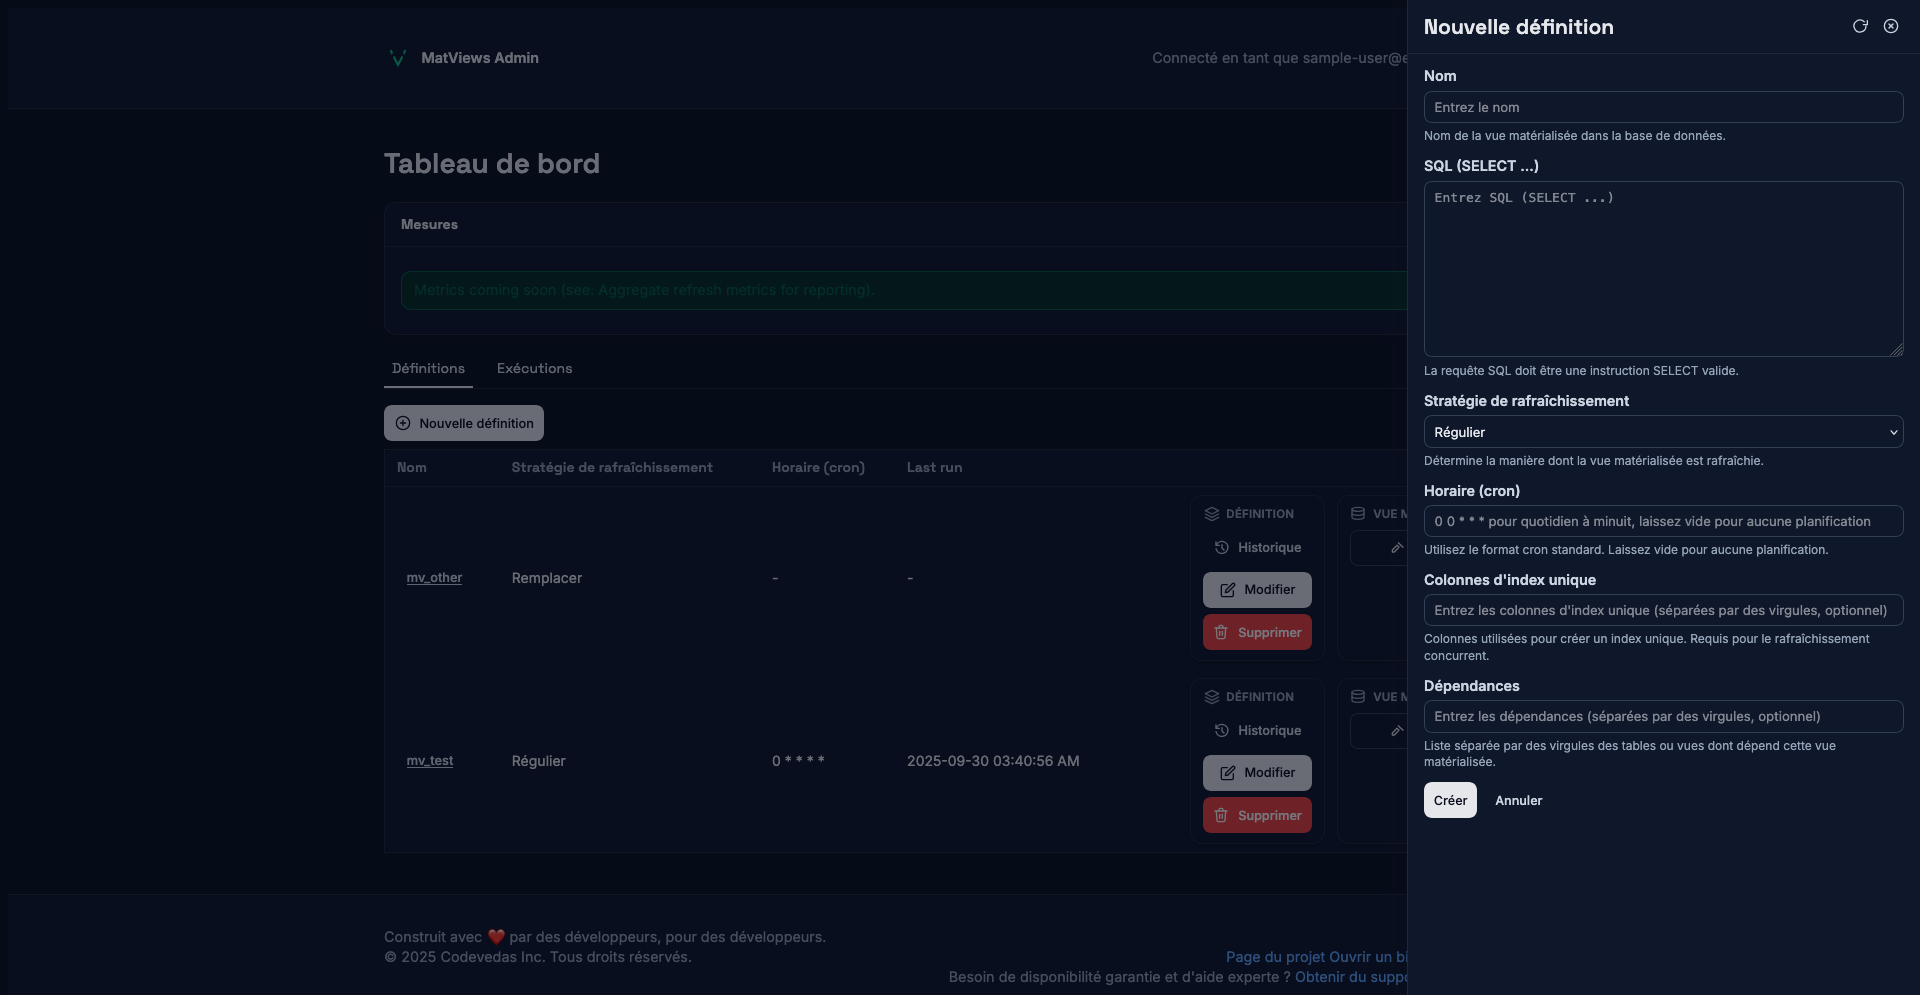 MatViews Admin
Connecté en tant que sample-user@e
Tableau de bord
Mesures
Metrics coming soon (see: Aggregate refresh metrics for reporting).
Définitions
Exécutions
Nouvelle définition
Nom
Stratégie de rafraîchissement
Horaire (cron)
Last run
mv_other
Remplacer
-
-
DÉFINITION
Historique
Modifier
Supprimer
VUE M
mv_test
Régulier
0 * * * *
2025-09-30 03:40:56 AM
DÉFINITION
Historique
Modifier
Supprimer
VUE M
Construit avec ❤️ par des développeurs, pour des développeurs.
© 2025 Codevedas Inc. Tous droits réservés.
Page du projet Ouvrir un bi
Besoin de disponibilité garantie et d'aide experte ? Obtenir du suppo
Nouvelle définition
Nom
Entrez le nom
Nom de la vue matérialisée dans la base de données.
SQL (SELECT ...)
Entrez SQL (SELECT ...)
La requête SQL doit être une instruction SELECT valide.
Stratégie de rafraîchissement
Régulier
Détermine la manière dont la vue matérialisée est rafraîchie.
Horaire (cron)
0 0 * * * pour quotidien à minuit, laissez vide pour aucune planification
Utilisez le format cron standard. Laissez vide pour aucune planification.
Colonnes d'index unique
Entrez les colonnes d'index unique (séparées par des virgules, optionnel)
Colonnes utilisées pour créer un index unique. Requis pour le rafraîchissement
concurrent.
Dépendances
Entrez les dépendances (séparées par des virgules, optionnel)
Liste séparée par des virgules des tables ou vues dont dépend cette vue
matérialisée.
Créer
Annuler